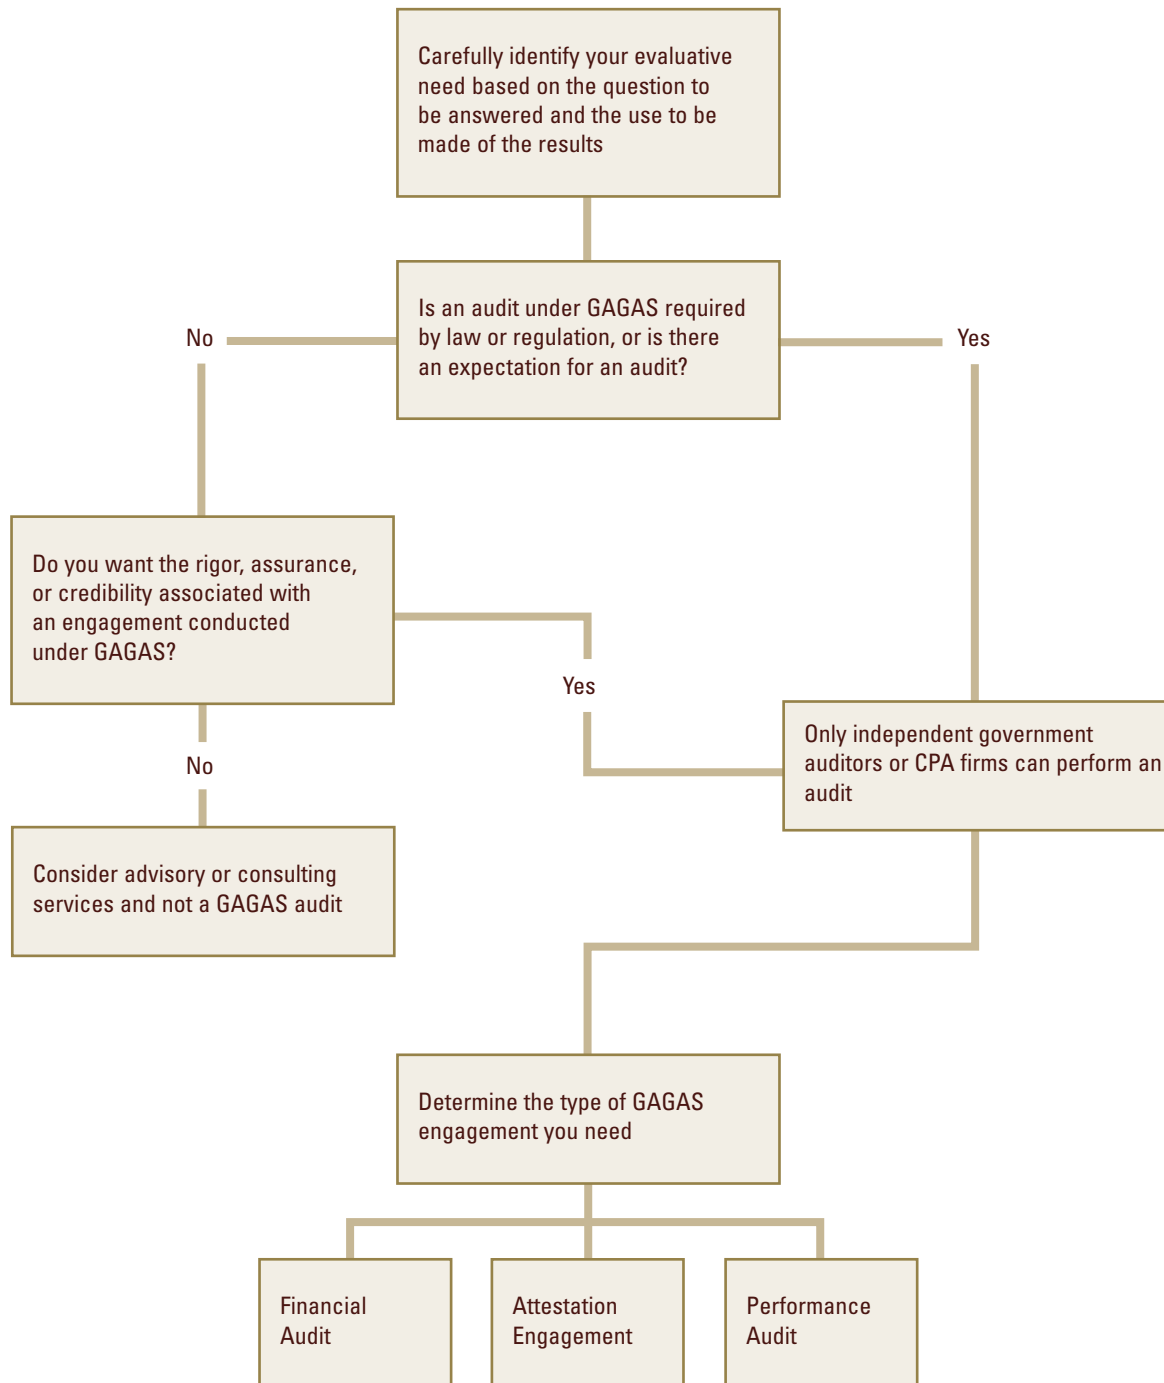 Carefully identify your evaluative
need based on the question to
be answered and the use to be
made of the results
Is an audit under GAGAS required
by law or regulation, or is there
an expectation for an audit?
No
Yes
Do you want the rigor, assurance,
or credibility associated with
an engagement conducted
under GAGAS?
Yes
Only independent government
auditors or CPA firms can perform an
audit
No
Consider advisory or consulting
services and not a GAGAS audit
Determine the type of GAGAS
engagement you need
Financial
Audit
Attestation
Engagement
Performance
Audit